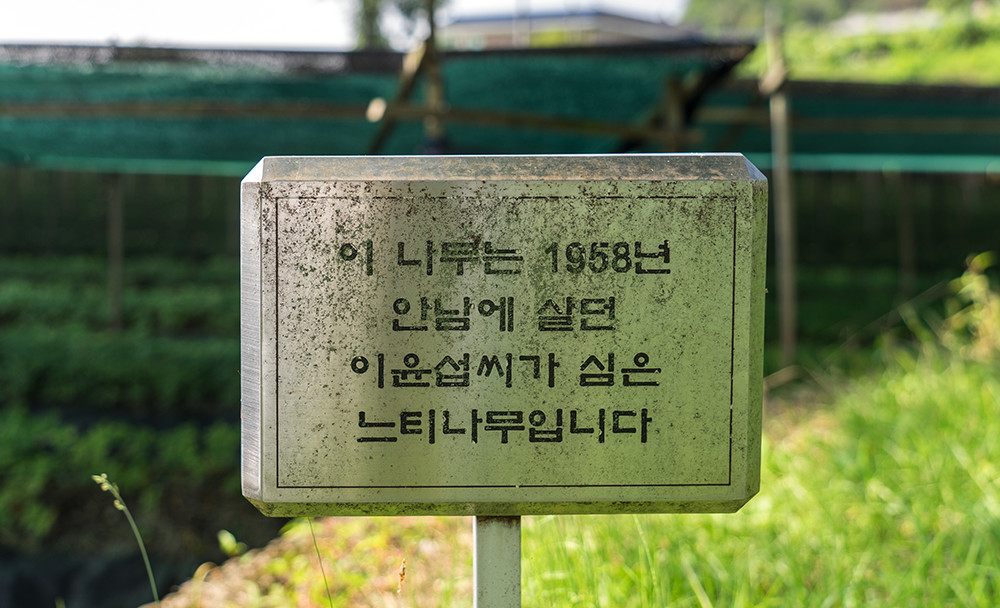 이 나무는 1958년
안남에 살던
이윤섭씨가 심은
느티나무입니다